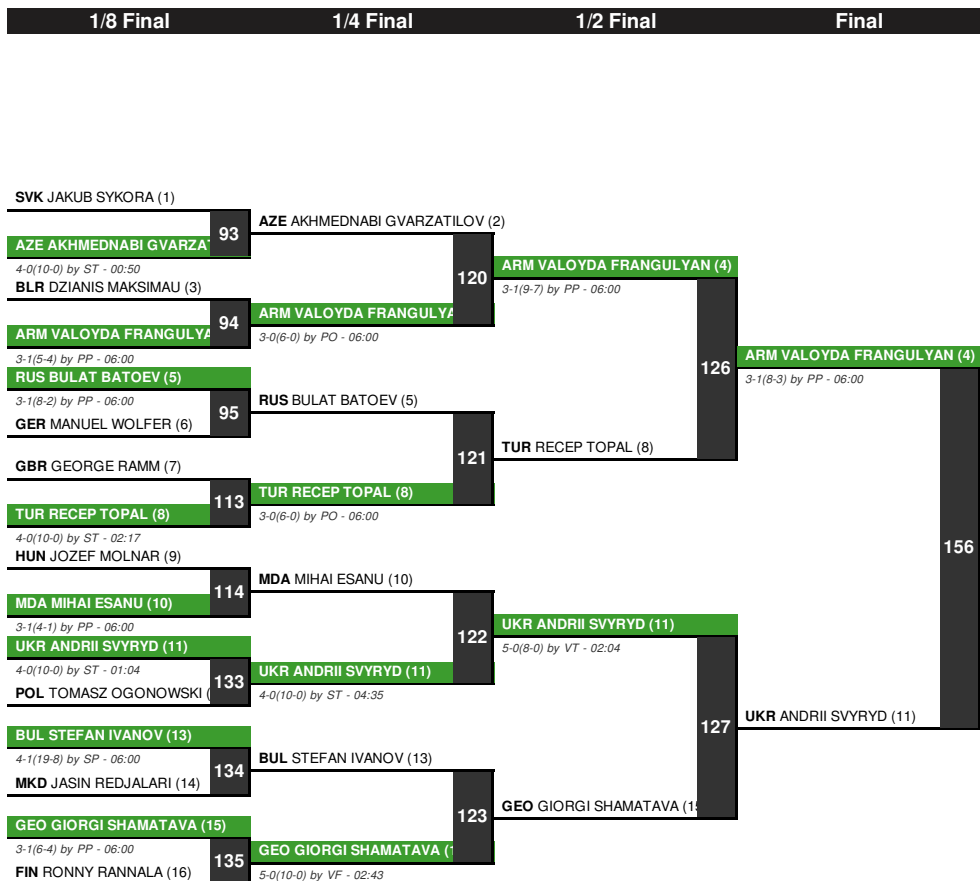 1/8 Final 1/4 Final 1/2 Final Final
SVK JAKUB SYKORA (1)
93
AZE AKHMEDNABI GVARZAT
4-0(10-0) by ST - 00:50
BLR DZIANIS MAKSIMAU (3)
94
ARM VALOYDA FRANGULYA
3-1(5-4) by PP - 06:00
RUS BULAT BATOEV (5)
3-1(8-2) by PP - 06:00
95
GER MANUEL WOLFER (6)
GBR GEORGE RAMM (7)
113
TUR RECEP TOPAL (8)
4-0(10-0) by ST - 02:17
HUN JOZEF MOLNAR (9)
114
MDA MIHAI ESANU (10)
3-1(4-1) by PP - 06:00
UKR ANDRII SVYRYD (11)
4-0(10-0) by ST - 01:04
133
POL TOMASZ OGONOWSKI (
BUL STEFAN IVANOV (13)
4-1(19-8) by SP - 06:00
134
MKD JASIN REDJALARI (14)
GEO GIORGI SHAMATAVA (15)
3-1(6-4) by PP - 06:00
135
FIN RONNY RANNALA (16)
AZE AKHMEDNABI GVARZATILOV (2)
120
ARM VALOYDA FRANGULYA
3-0(6-0) by PO - 06:00
RUS BULAT BATOEV (5)
121
TUR RECEP TOPAL (8)
3-0(6-0) by PO - 06:00
MDA MIHAI ESANU (10)
122
UKR ANDRII SVYRYD (11)
4-0(10-0) by ST - 04:35
BUL STEFAN IVANOV (13)
123
GEO GIORGI SHAMATAVA (1
5-0(10-0) by VF - 02:43
ARM VALOYDA FRANGULYAN (4)
3-1(9-7) by PP - 06:00
126
TUR RECEP TOPAL (8)
UKR ANDRII SVYRYD (11)
5-0(8-0) by VT - 02:04
127
GEO GIORGI SHAMATAVA (15
ARM VALOYDA FRANGULYAN (4)
3-1(8-3) by PP - 06:00
156
UKR ANDRII SVYRYD (11)